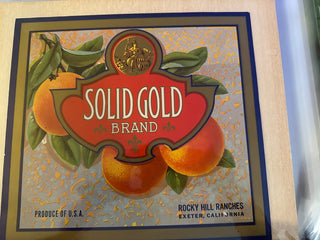 SOLID GOLD
BRAND
PRODUCE OF U.S.A.
ROCKY HILL RANCHES
EXETER, CALIFORNIA